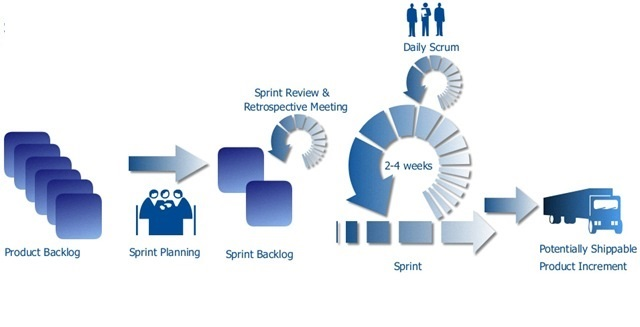 Daily Scrum
Sprint Review &
Retrospective Meeting
2-4 weeks
Product Backlog
Sprint Planning
Sprint Backlog
Sprint
Potentially Shippable
Product Increment